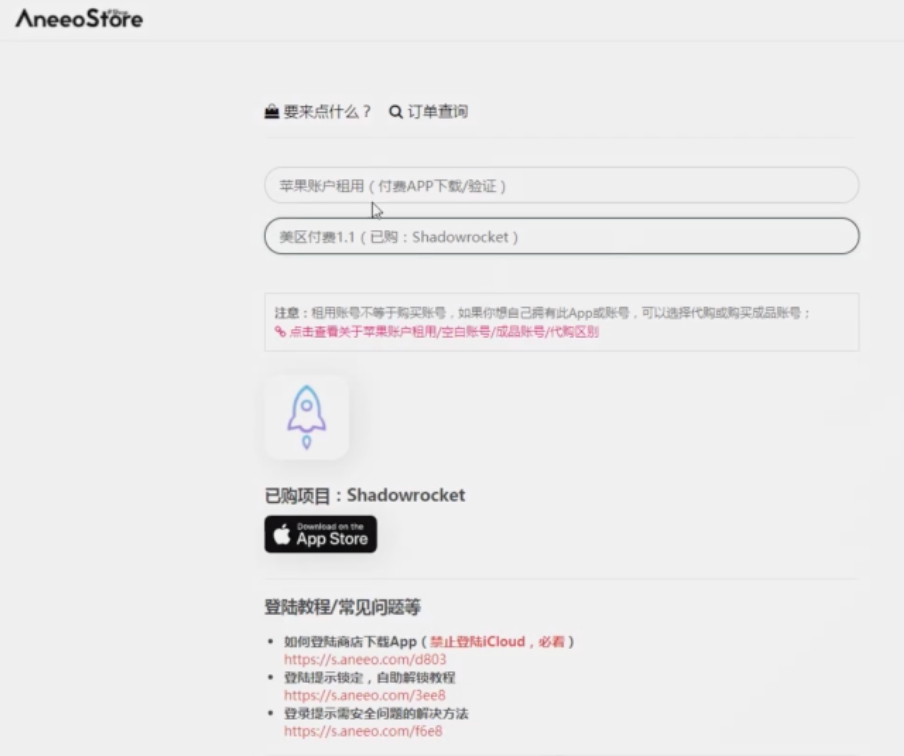 AneeoStore
要来点什么？ 订单查询
苹果账户租用（付费APP下载/验证）
美区付费1.1（已购：Shadowrocket）
注意：租用账号不等于购买账号，如果你想自己拥有此App或账号，可以选择代购或购买成品账号；
点击查看关于苹果账户租用/空白账号/成品账号/代购区别
已购项目：Shadowrocket
Download on the
App Store
登陆教程/常见问题等
• 如何登陆商店下载App（禁止登陆iCloud，必看）
https://s.aneeo.com/d803
• 登陆提示锁定，自助解锁教程
https://s.aneeo.com/3ee8
• 登录提示需安全问题的解决方法
https://s.aneeo.com/f6e8